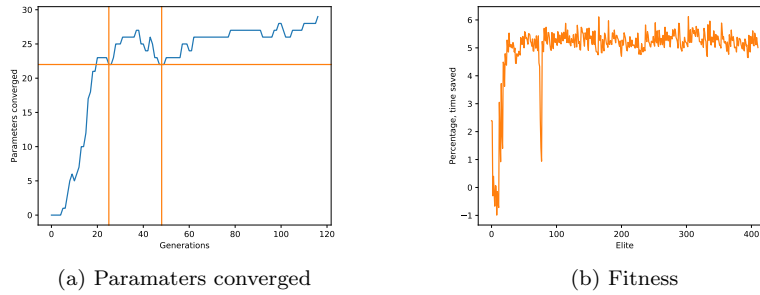 30
25
20
15
10
5
0
Parameters converged
0 20 40 60 80 100 120
Generations
(a) Paramaters converged
6
5
4
3
2
1
0
−1
Percentage, time saved
0 100 200 300 400
Elite
(b) Fitness